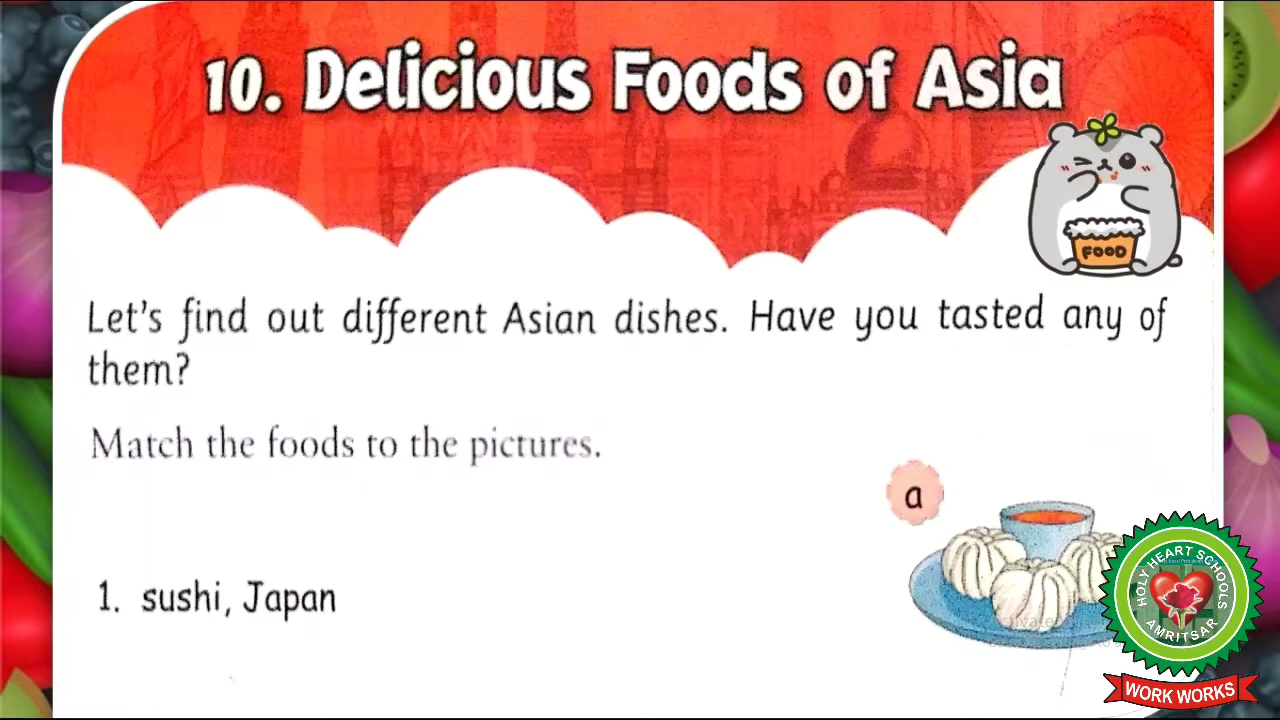 10. Delicious Foods of Asia
FOOD
Let's find out different Asian dishes. Have you tasted any of
them?
Match the foods to the pictures.
a
1. sushi, Japan
HOLY HEART SCHOOLS
AMRITSAR
WORK WORKS